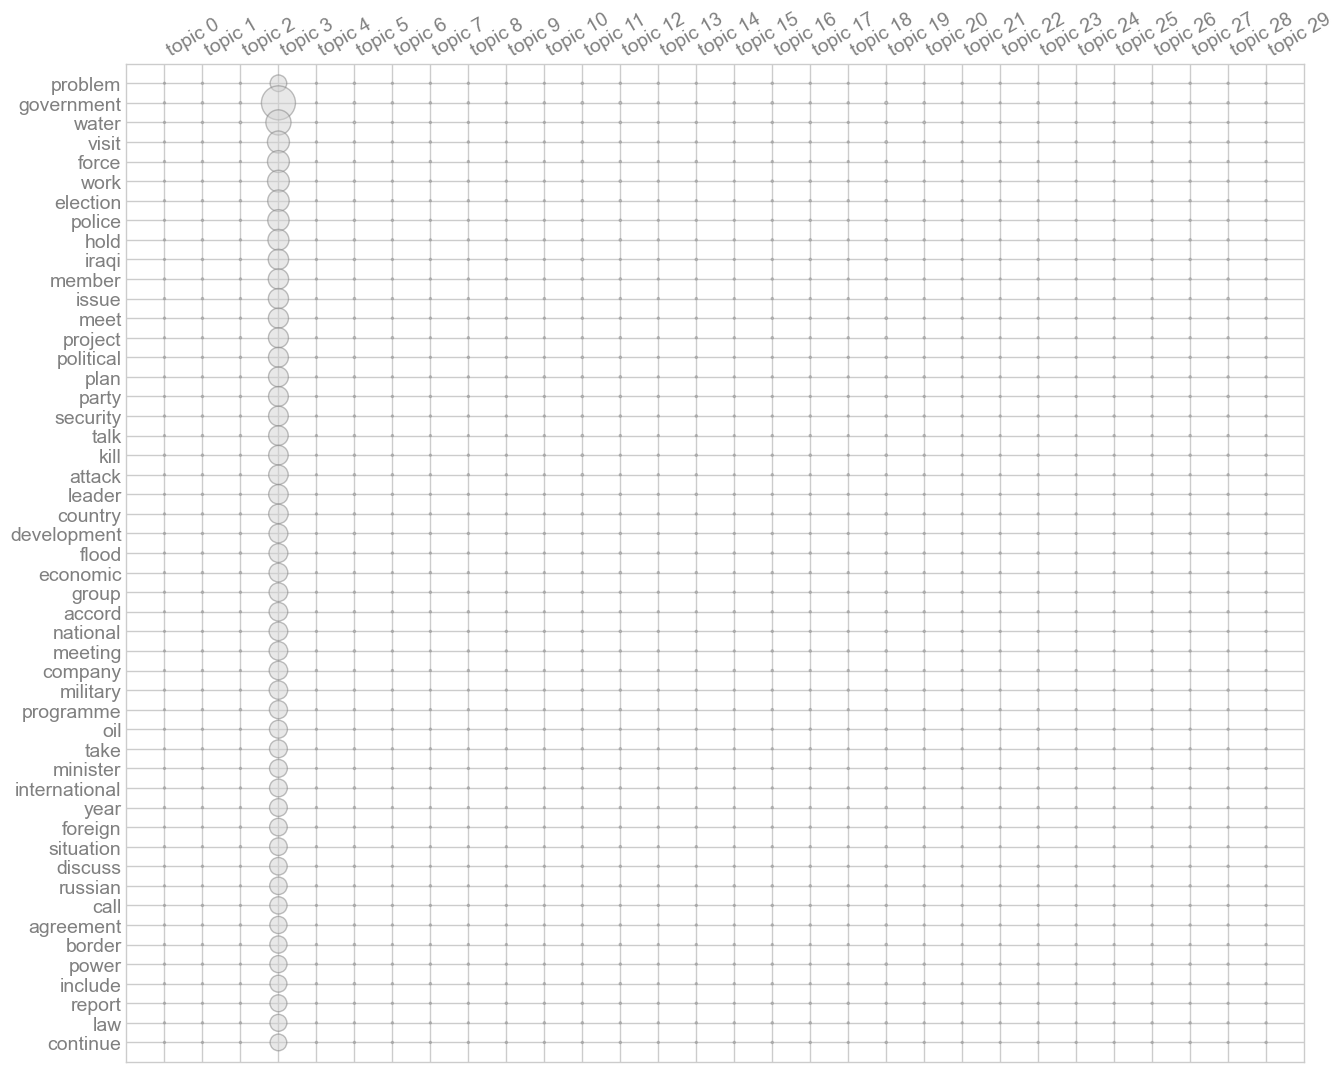 topic 0 topic 1 topic 2 topic 3 topic 4 topic 5 topic 6 topic 7 topic 8 topic 9 topic 10 topic 11 topic 12 topic 13 topic 14 topic 15 topic 16 topic 17 topic 18 topic 19 topic 20 topic 21 topic 22 topic 23 topic 24 topic 25 topic 26 topic 27 topic 28 topic 29
problem
government
water
visit
force
work
election
police
hold
iraqi
member
issue
meet
project
political
plan
party
security
talk
kill
attack
leader
country
development
flood
economic
group
accord
national
meeting
company
military
programme
oil
take
minister
international
year
foreign
situation
discuss
russian
call
agreement
border
power
include
report
law
continue